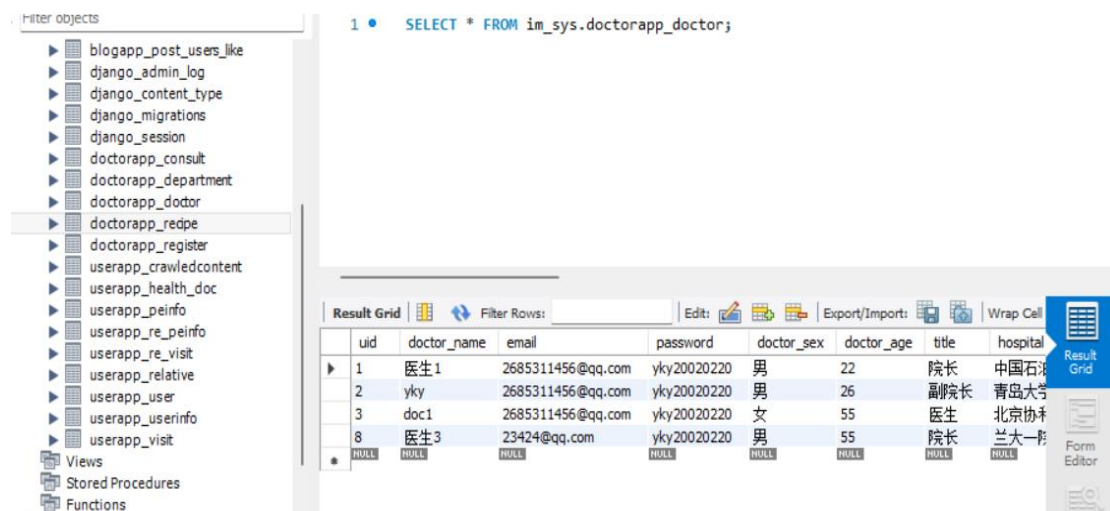 Filter objects
blogapp_post_users_like
django_admin_log
django_content_type
django_migrations
django_session
doctorapp_consult
doctorapp_department
doctorapp_doctor
doctorapp_recipe
doctorapp_register
userapp_crawledcontent
userapp_health_doc
userapp_peinfo
userapp_re_peinfo
userapp_re_visit
userapp_relative
userapp_user
userapp_userinfo
userapp_visit
Views
Stored Procedures
Functions
1 SELECT * FROM im_sys.doctorapp_doctor;
Result Grid Filter Rows: Edit: Export/Import: Wrap Cell
uid doctor_name email password doctor_sex doctor_age title hospital
1 医生1 2685311456@qq.com yky20020220 男 22 院长 中国石
2 yky 2685311456@qq.com yky20020220 男 26 副院长 青岛大学
3 doc1 2685311456@qq.com yky20020220 女 55 医生 北京协和
8 医生3 23424@qq.com yky20020220 男 55 院长 兰大一院
NULL NULL NULL NULL NULL NULL NULL NULL
Result
Grid
Form
Editor